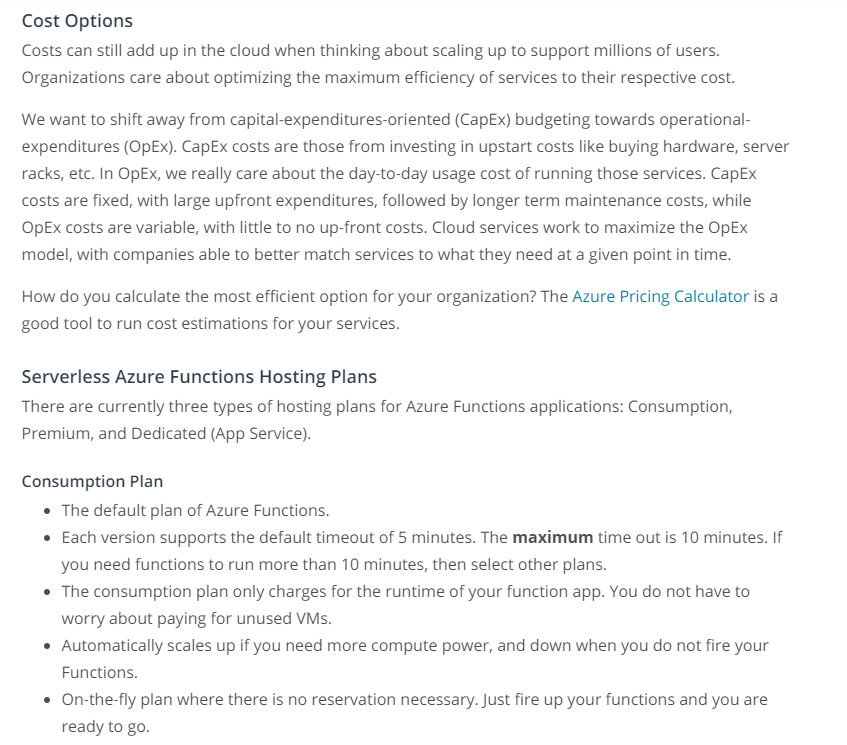 Cost Options
Costs can still add up in the cloud when thinking about scaling up to support millions of users.
Organizations care about optimizing the maximum efficiency of services to their respective cost.
We want to shift away from capital-expenditures-oriented (CapEx) budgeting towards operational-
expenditures (OpEx). CapEx costs are those from investing in upstart costs like buying hardware, server
racks, etc. In OpEx, we really care about the day-to-day usage cost of running those services. CapEx
costs are fixed, with large upfront expenditures, followed by longer term maintenance costs, while
OpEx costs are variable, with little to no up-front costs. Cloud services work to maximize the OpEx
model, with companies able to better match services to what they need at a given point in time.
How do you calculate the most efficient option for your organization? The Azure Pricing Calculator is a
good tool to run cost estimations for your services.
Serverless Azure Functions Hosting Plans
There are currently three types of hosting plans for Azure Functions applications: Consumption,
Premium, and Dedicated (App Service).
Consumption Plan
• The default plan of Azure Functions.
• Each version supports the default timeout of 5 minutes. The maximum time out is 10 minutes. If
you need functions to run more than 10 minutes, then select other plans.
• The consumption plan only charges for the runtime of your function app. You do not have to
worry about paying for unused VMs.
• Automatically scales up if you need more compute power, and down when you do not fire your
Functions.
• On-the-fly plan where there is no reservation necessary. Just fire up your functions and you are
ready to go.